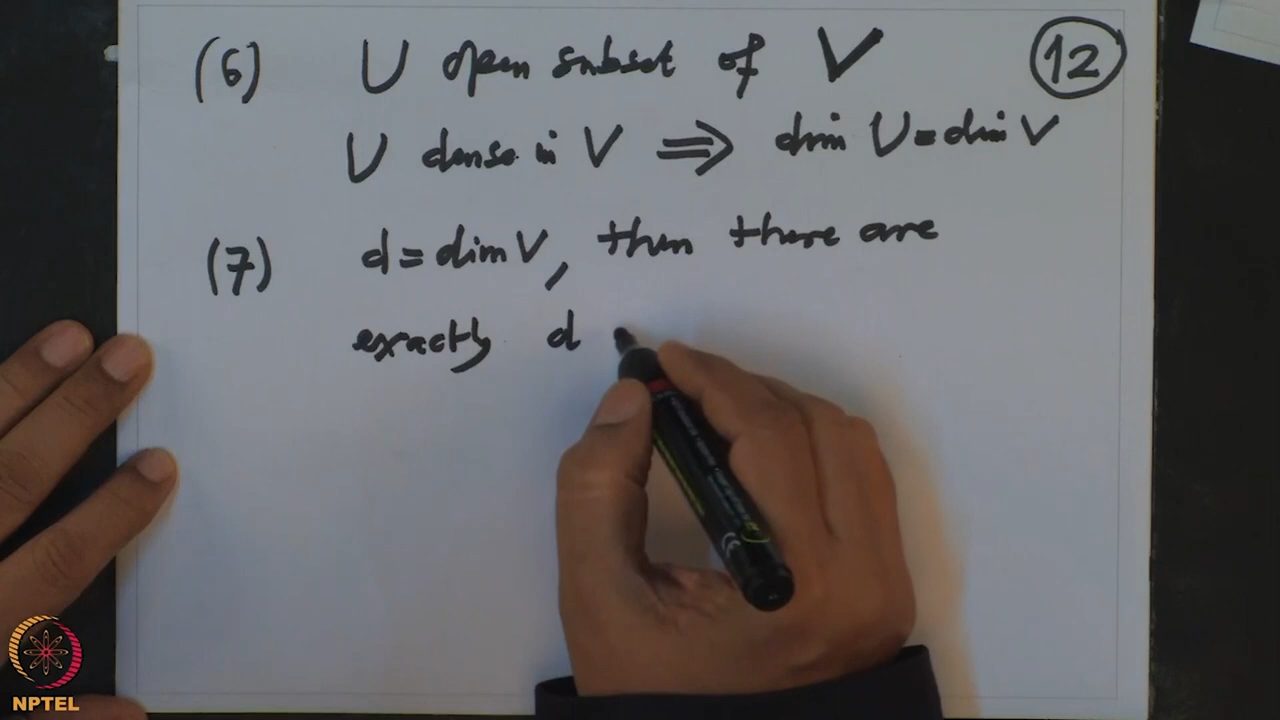 (6) U open subset of V (12)
U dense in V ⇒ dim U = dim V
(7) d = dim V, then there are
exactly d
NPTEL